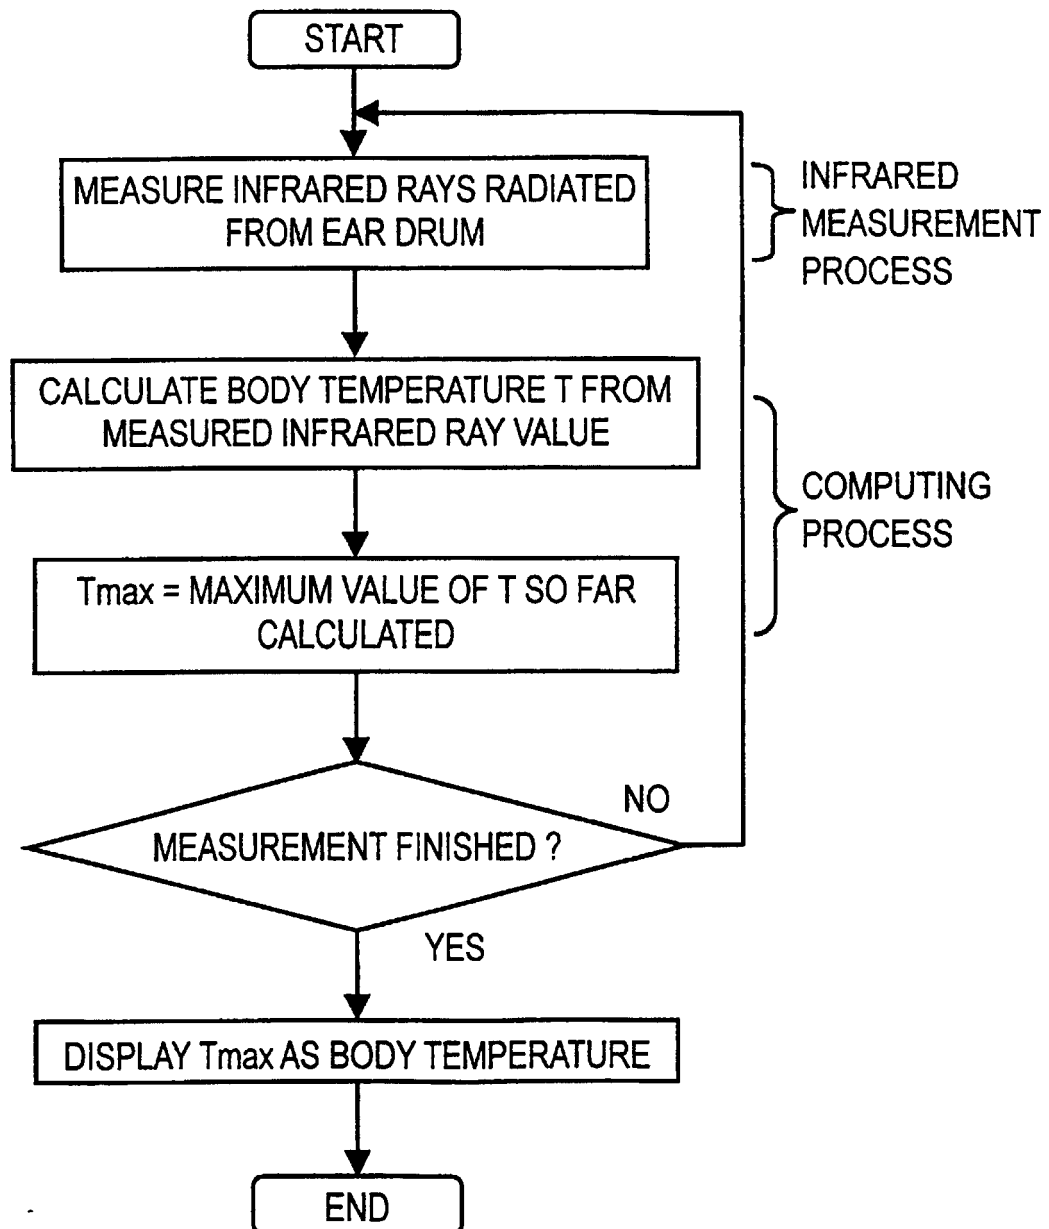 START
MEASURE INFRARED RAYS RADIATED
FROM EAR DRUM
INFRARED
MEASUREMENT
PROCESS
CALCULATE BODY TEMPERATURE T FROM
MEASURED INFRARED RAY VALUE
Tmax = MAXIMUM VALUE OF T SO FAR
CALCULATED
COMPUTING
PROCESS
MEASUREMENT FINISHED ?
NO
YES
DISPLAY Tmax AS BODY TEMPERATURE
END